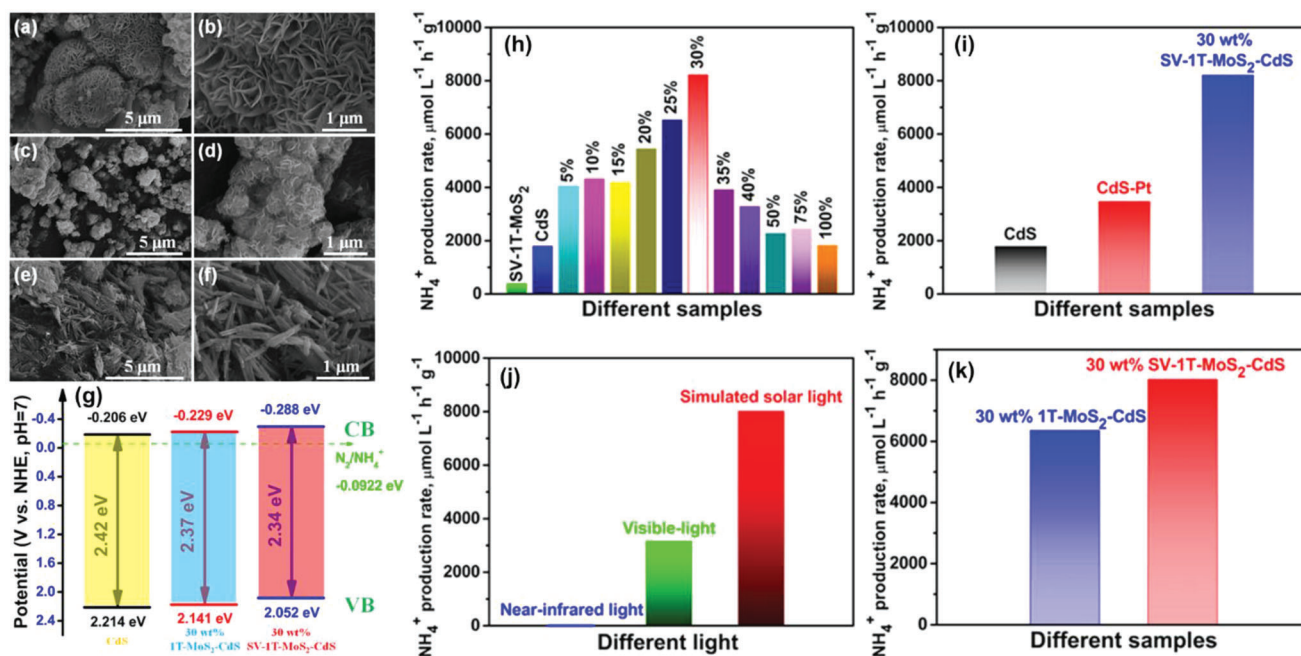 (a)
5 μm
(b)
1 μm
(c)
5 μm
(d)
1 μm
(e)
5 μm
(f)
1 μm
(g)
Potential (V vs. NHE, pH=7)
-0.4
0.0
0.4
0.8
1.2
1.6
2.0
2.4
-0.206 eV
-0.229 eV
-0.288 eV
CB
N₂/NH₄⁺
-0.0922 eV
2.42 eV
2.37 eV
2.34 eV
VB
2.214 eV
2.141 eV
2.052 eV
CdS
30 wt%
1T-MoS₂-CdS
30 wt%
SV-1T-MoS₂-CdS
(h)
NH₄⁺ production rate, μmol L⁻¹ h⁻¹ g⁻¹
10000
8000
6000
4000
2000
0
SV-1T-MoS₂
CdS
5%
10%
15%
20%
25%
30%
35%
40%
50%
75%
100%
Different samples
(i)
NH₄⁺ production rate, μmol L⁻¹ h⁻¹ g⁻¹
10000
8000
6000
4000
2000
0
CdS
CdS-Pt
30 wt%
SV-1T-MoS₂-CdS
Different samples
(j)
NH₄⁺ production rate, μmol L⁻¹ h⁻¹ g⁻¹
10000
8000
6000
4000
2000
0
Near-infrared light
Visible-light
Simulated solar light
Different light
(k)
NH₄⁺ production rate, μmol L⁻¹ h⁻¹ g⁻¹
8000
6000
4000
2000
0
30 wt% 1T-MoS₂-CdS
30 wt% SV-1T-MoS₂-CdS
Different samples